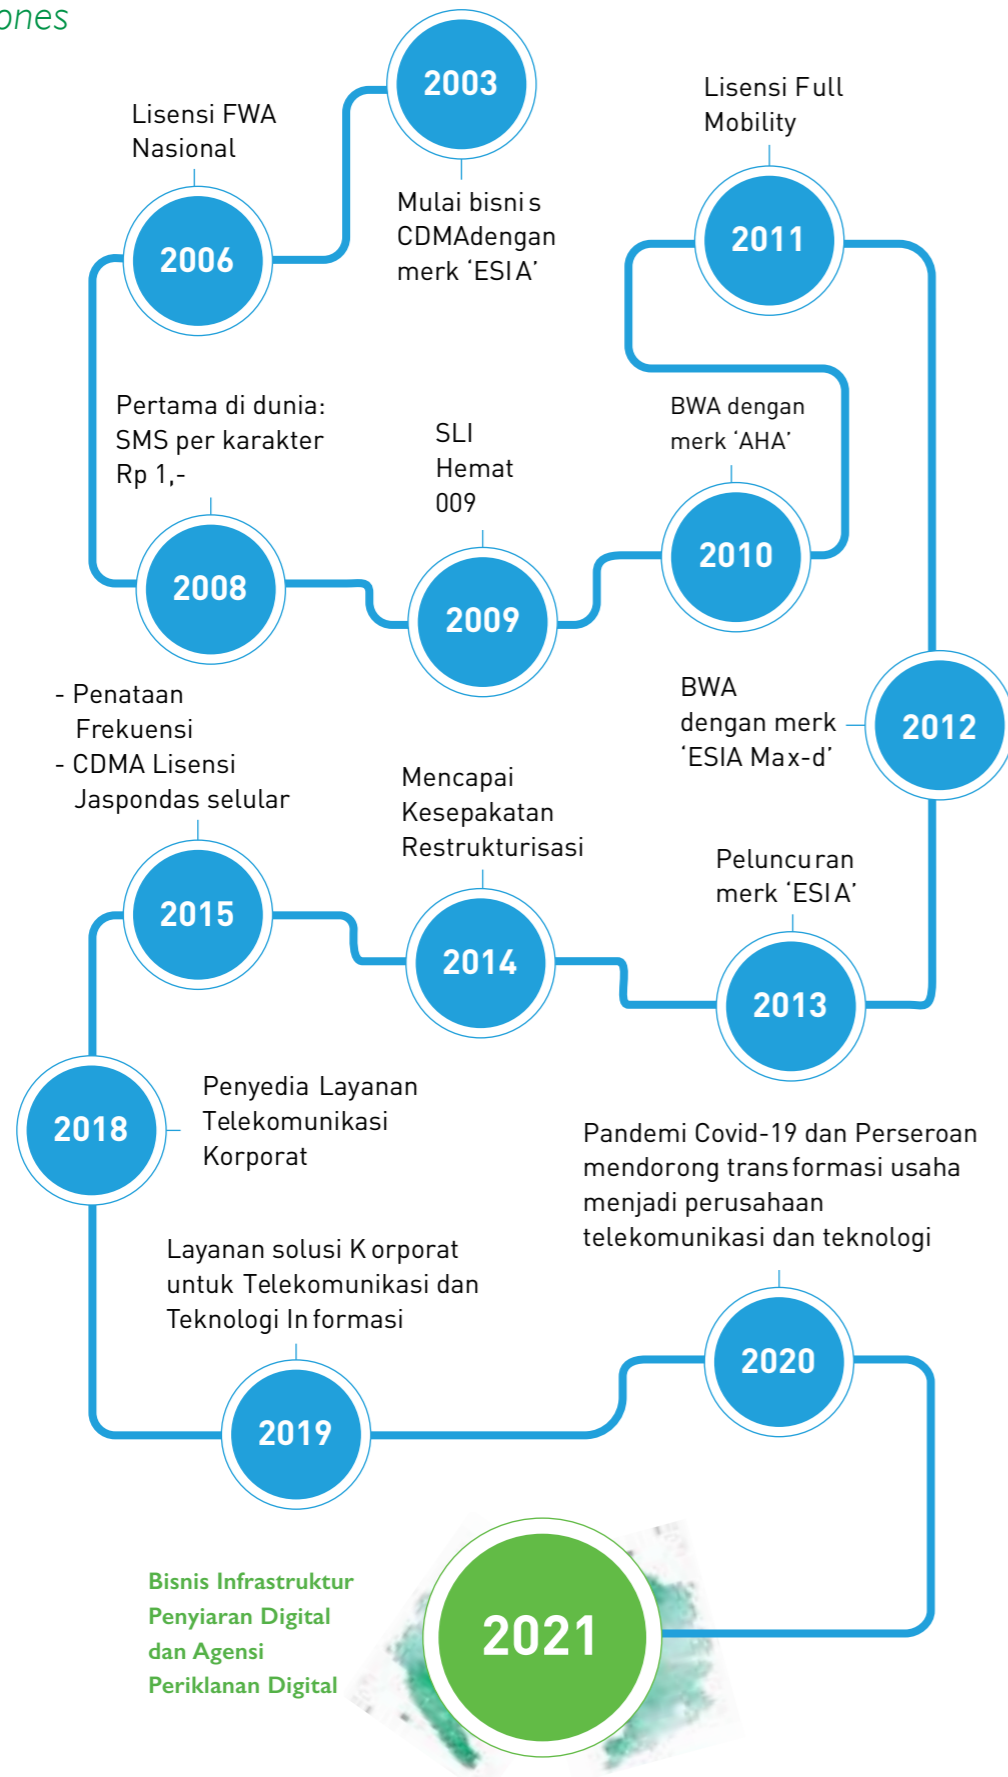 ones
2003
Mulai bisnis
CDMAdengan
merk ‘ESIA’
Lisensi FWA
Nasional
2006
Pertama di dunia:
SMS per karakter
Rp 1,-
2008
SLI
Hemat
009
2009
BWA dengan
merk ‘AHA’
2010
Lisensi Full
Mobility
2011
BWA
dengan merk
‘ESIA Max-d’
2012
Peluncuran
merk ‘ESIA’
2013
Mencapai
Kesepakatan
Restrukturisasi
2014
- Penataan
Frekuensi
- CDMA Lisensi
Jaspondas selular
2015
2018
Penyedia Layanan
Telekomunikasi
Korporat
Layanan solusi Korporat
untuk Telekomunikasi dan
Teknologi Informasi
2019
Pandemi Covid-19 dan Perseroan
mendorong transformasi usaha
menjadi perusahaan
telekomunikasi dan teknologi
2020
Bisnis Infrastruktur
Penyiaran Digital
dan Agensi
Periklanan Digital
2021